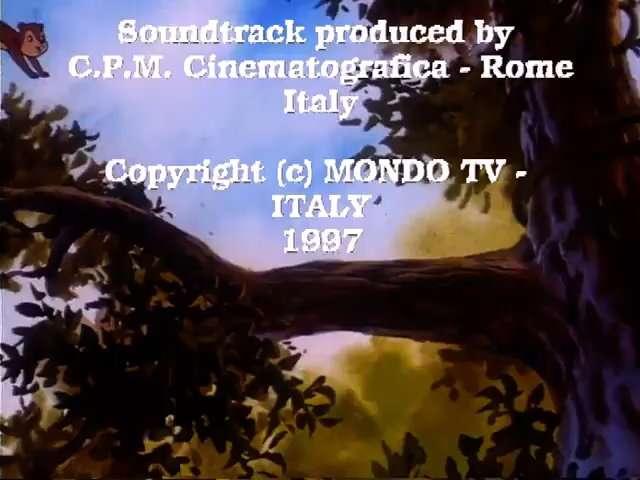 Soundtrack produced by
C.P.M. Cinematografica - Rome
Italy
Copyright (c) MONDO TV -
ITALY
1997